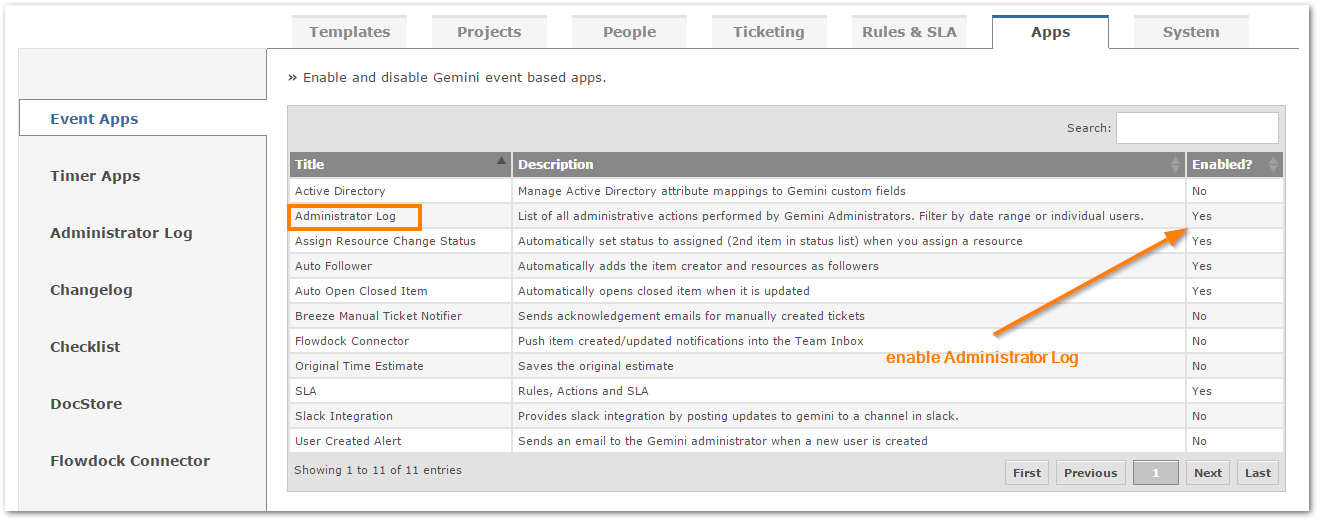 Templates Projects People Ticketing Rules & SLA Apps System
» Enable and disable Gemini event based apps.
Event Apps
Timer Apps
Administrator Log
Changelog
Checklist
DocStore
Flowdock Connector
Search:
Title Description Enabled?
Active Directory Manage Active Directory attribute mappings to Gemini custom fields No
Administrator Log List of all administrative actions performed by Gemini Administrators. Filter by date range or individual users. Yes
Assign Resource Change Status Automatically set status to assigned (2nd item in status list) when you assign a resource Yes
Auto Follower Automatically adds the item creator and resources as followers Yes
Auto Open Closed Item Automatically opens closed item when it is updated Yes
Breeze Manual Ticket Notifier Sends acknowledgement emails for manually created tickets No
Flowdock Connector Push item created/updated notifications into the Team Inbox No
Original Time Estimate Saves the original estimate No
SLA Rules, Actions and SLA Yes
Slack Integration Provides slack integration by posting updates to gemini to a channel in slack. No
User Created Alert Sends an email to the Gemini administrator when a new user is created No
enable Administrator Log
Showing 1 to 11 of 11 entries First Previous 1 Next Last